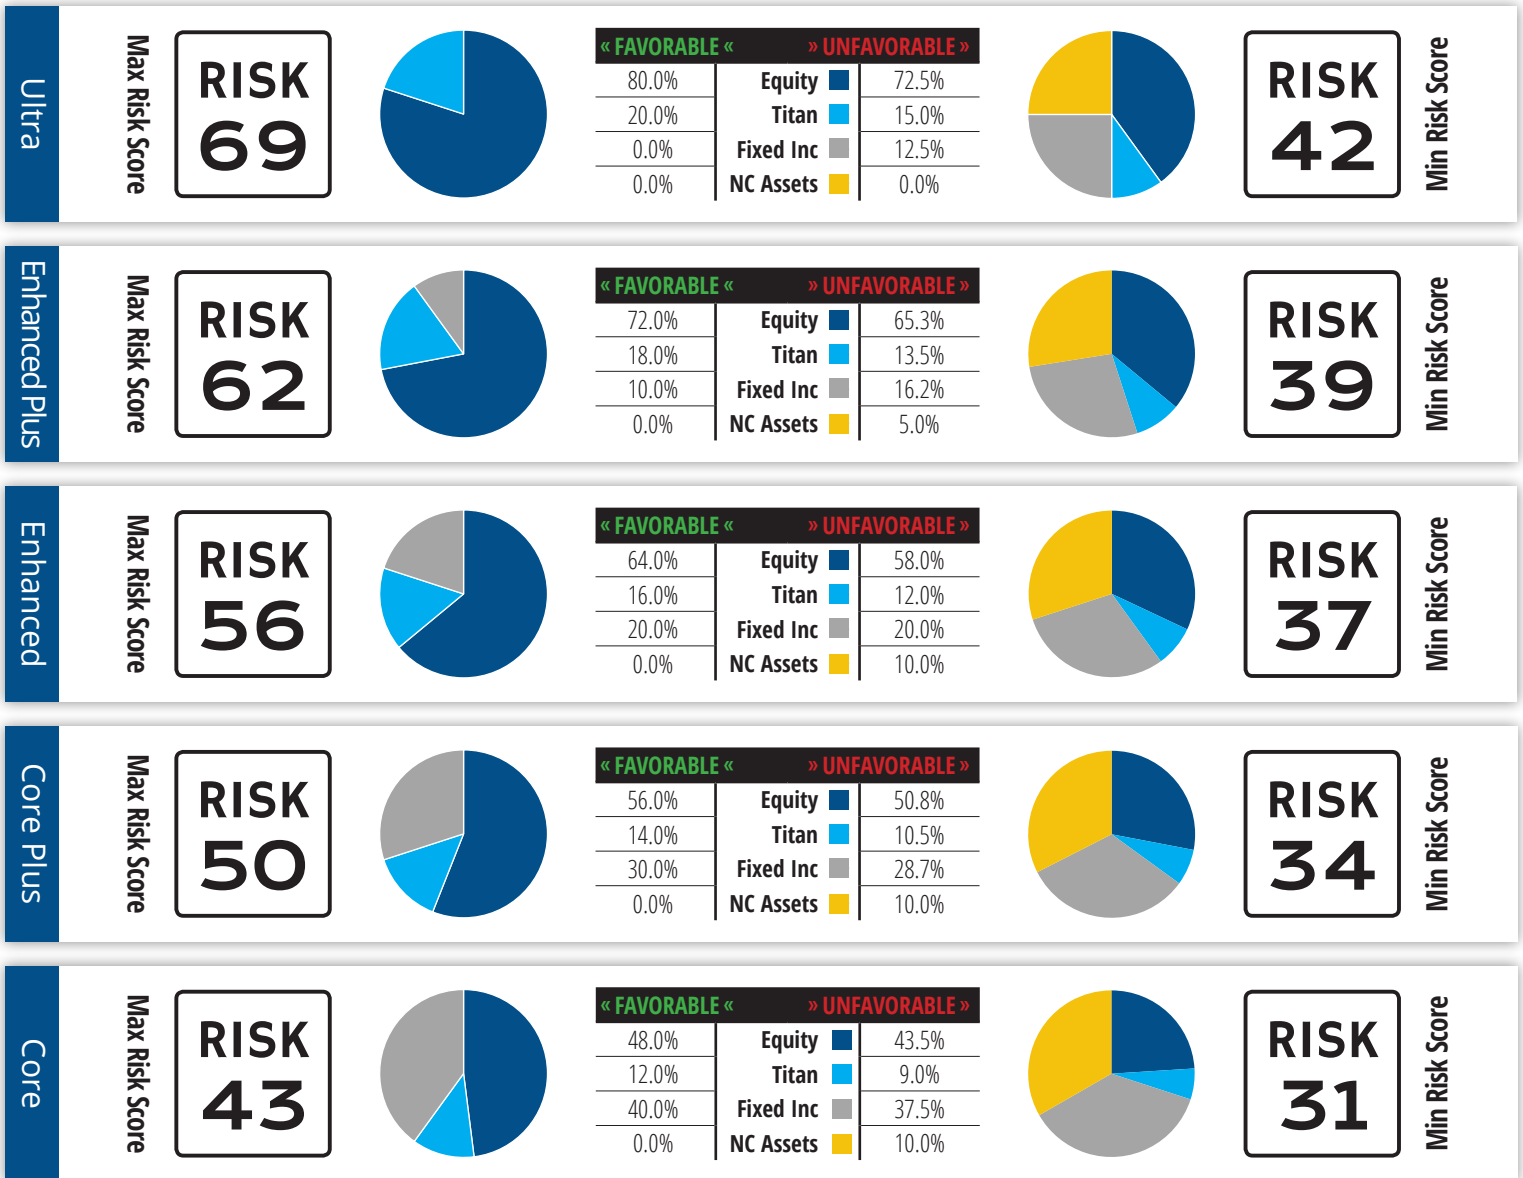 Ultra
Max Risk Score
RISK
69
« FAVORABLE « » UNFAVORABLE »
80.0% Equity 72.5%
20.0% Titan 15.0%
0.0% Fixed Inc 12.5%
0.0% NC Assets 0.0%
RISK
42
Min Risk Score
Enhanced Plus
Max Risk Score
RISK
62
« FAVORABLE « » UNFAVORABLE »
72.0% Equity 65.3%
18.0% Titan 13.5%
10.0% Fixed Inc 16.2%
0.0% NC Assets 5.0%
RISK
39
Min Risk Score
Enhanced
Max Risk Score
RISK
56
« FAVORABLE « » UNFAVORABLE »
64.0% Equity 58.0%
16.0% Titan 12.0%
20.0% Fixed Inc 20.0%
0.0% NC Assets 10.0%
RISK
37
Min Risk Score
Core Plus
Max Risk Score
RISK
50
« FAVORABLE « » UNFAVORABLE »
56.0% Equity 50.8%
14.0% Titan 10.5%
30.0% Fixed Inc 28.7%
0.0% NC Assets 10.0%
RISK
34
Min Risk Score
Core
Max Risk Score
RISK
43
« FAVORABLE « » UNFAVORABLE »
48.0% Equity 43.5%
12.0% Titan 9.0%
40.0% Fixed Inc 37.5%
0.0% NC Assets 10.0%
RISK
31
Min Risk Score